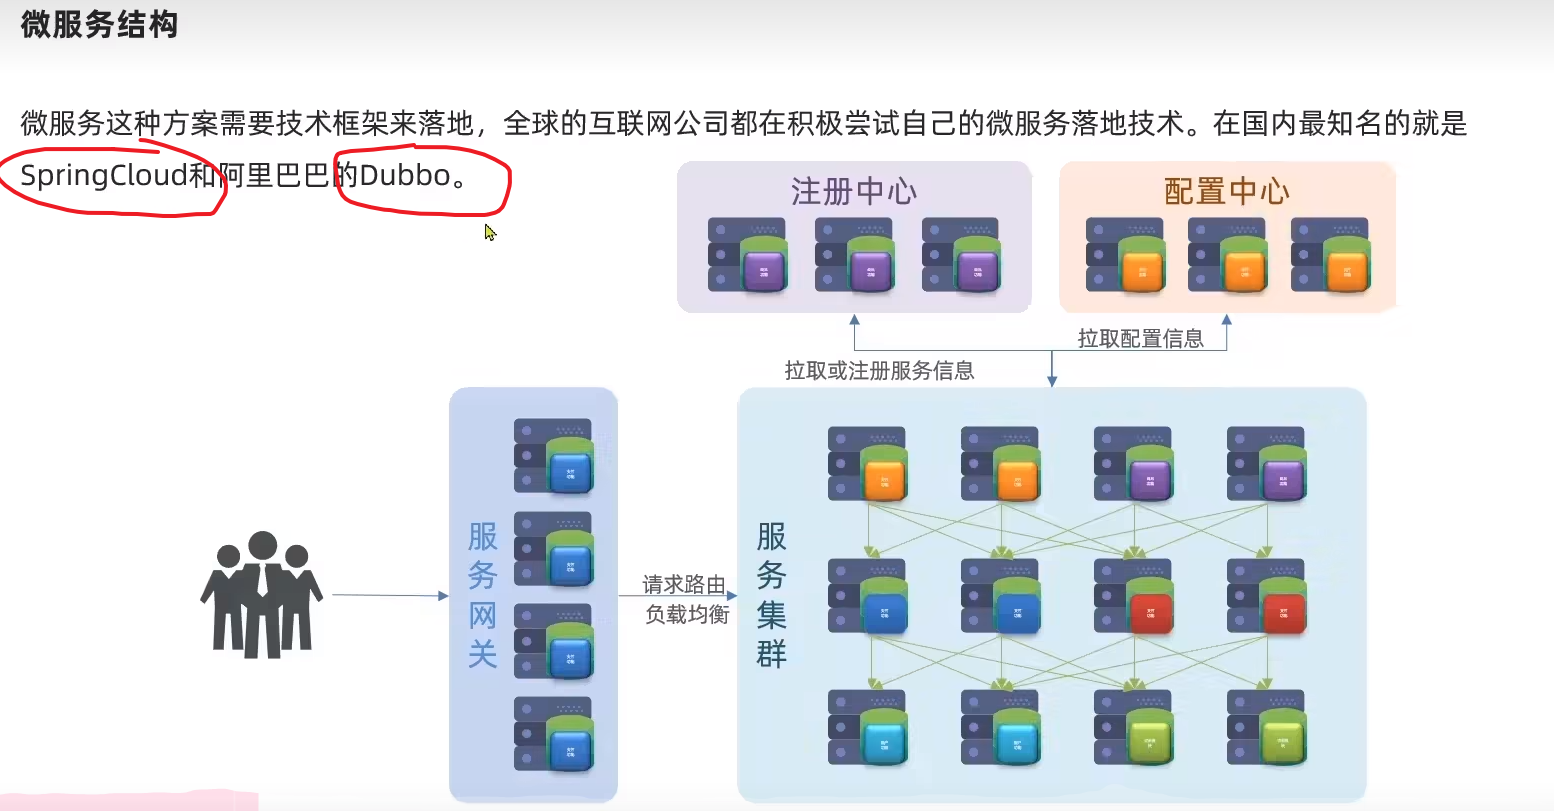 微服务结构
微服务这种方案需要技术框架来落地，全球的互联网公司都在积极尝试自己的微服务落地技术。在国内最知名的就是
SpringCloud和阿里巴巴的Dubbo。
注册中心
配置中心
拉取配置信息
拉取或注册服务信息
服务网关
请求路由
负载均衡
服务集群